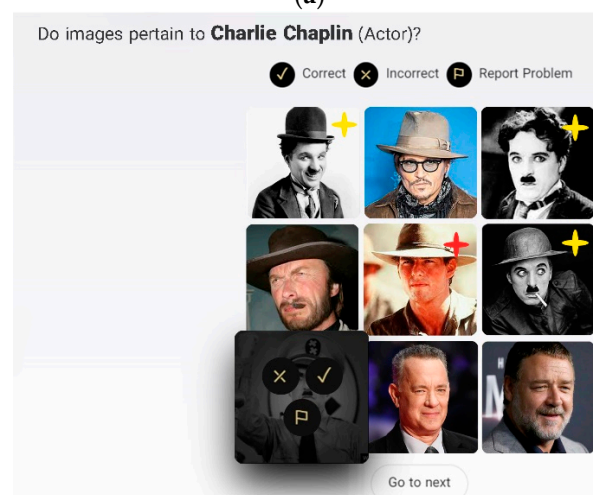 (a)
Do images pertain to Charlie Chaplin (Actor)?
Correct Incorrect Report Problem
Go to next